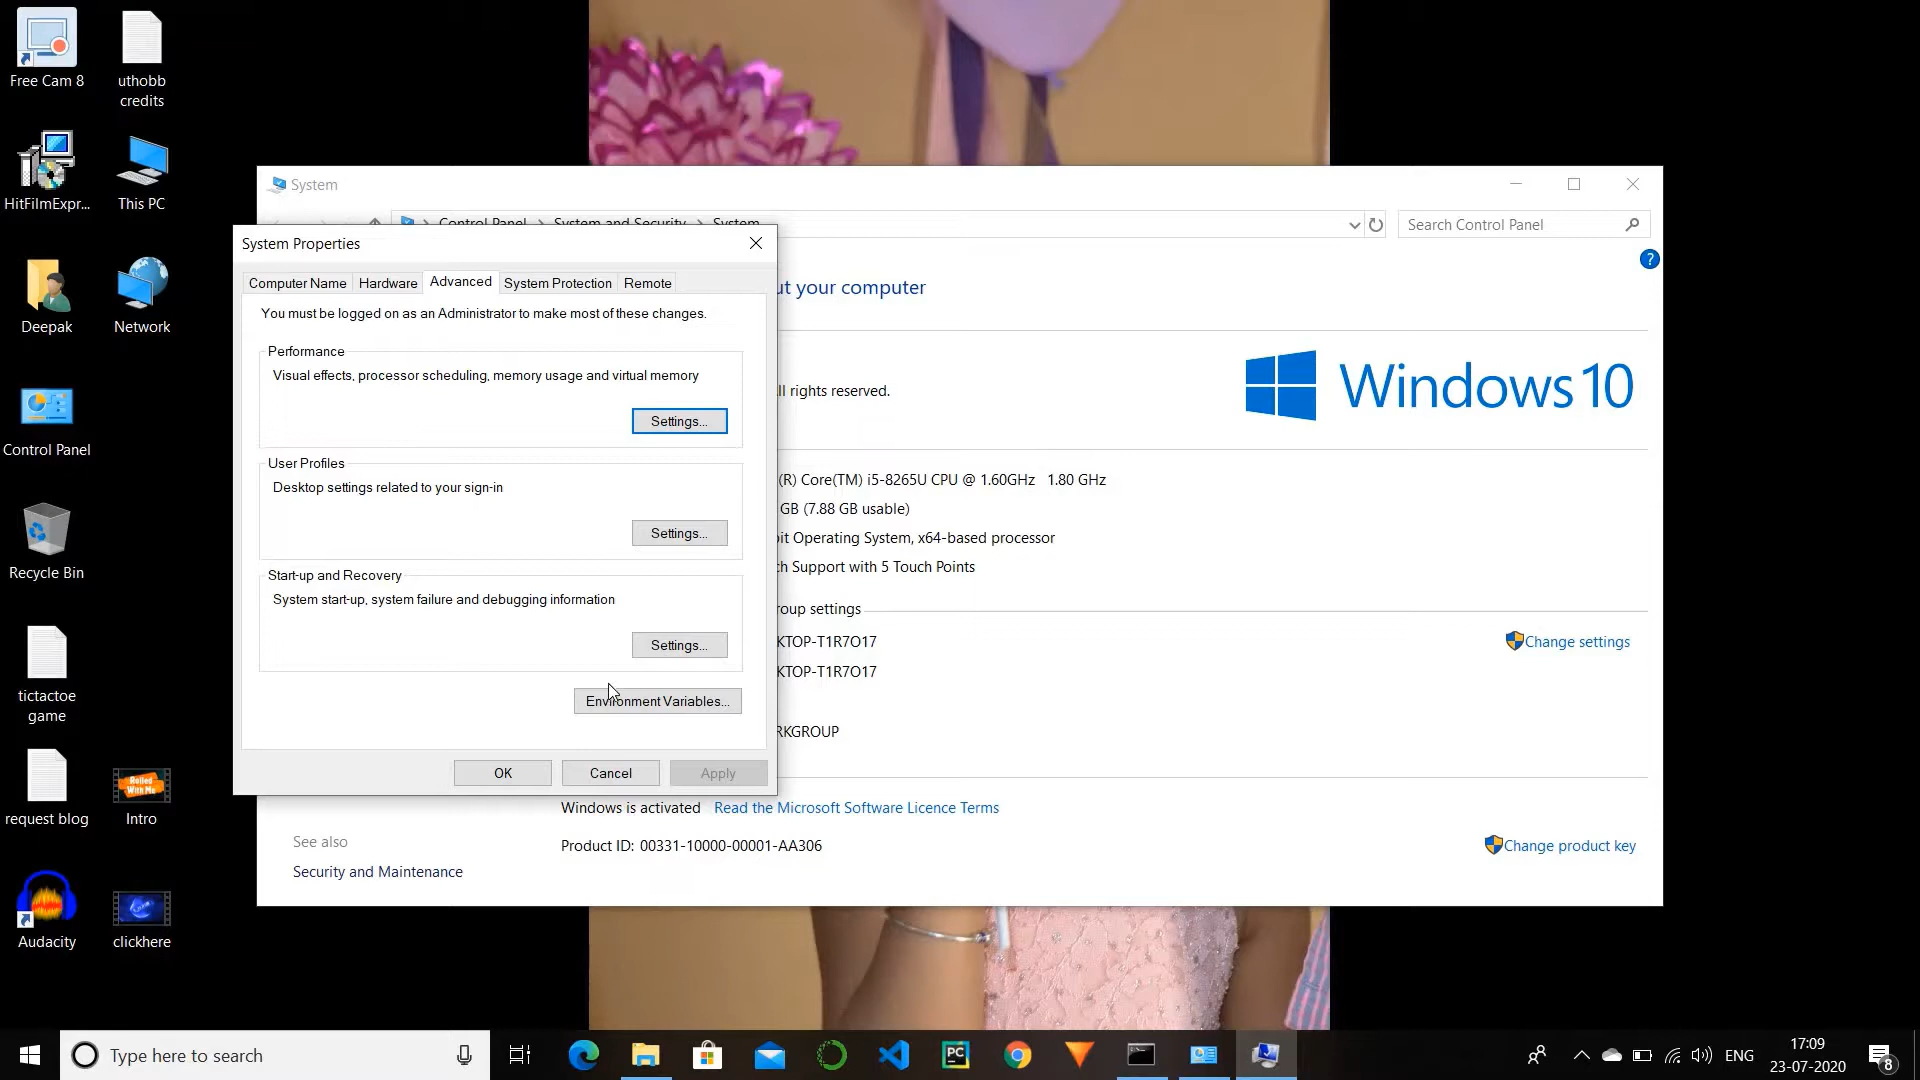 Free Cam 8
uthobb
credits
HitFilmExpr...
This PC
Deepak
Network
Control Panel
Recycle Bin
tictactoe
game
request blog
Intro
Rolled
With Me
Audacity
clickhere
System
Control Panel > System and Security > System
Search Control Panel
System Properties
Computer Name
Hardware
Advanced
System Protection
Remote
You must be logged on as an Administrator to make most of these changes.
Performance
Visual effects, processor scheduling, memory usage and virtual memory
Settings...
User Profiles
Desktop settings related to your sign-in
Settings...
Start-up and Recovery
System start-up, system failure and debugging information
Settings...
Environment Variables...
OK
Cancel
Apply
ut your computer
ll rights reserved.
Windows 10
(R) Core(TM) i5-8265U CPU @ 1.60GHz 1.80 GHz
GB (7.88 GB usable)
it Operating System, x64-based processor
h Support with 5 Touch Points
roup settings
KTOP-T1R7O17
Change settings
KTOP-T1R7O17
RKGROUP
Windows is activated Read the Microsoft Software Licence Terms
Product ID: 00331-10000-00001-AA306
Change product key
See also
Security and Maintenance
Type here to search
PC
ENG
17:09
23-07-2020
8